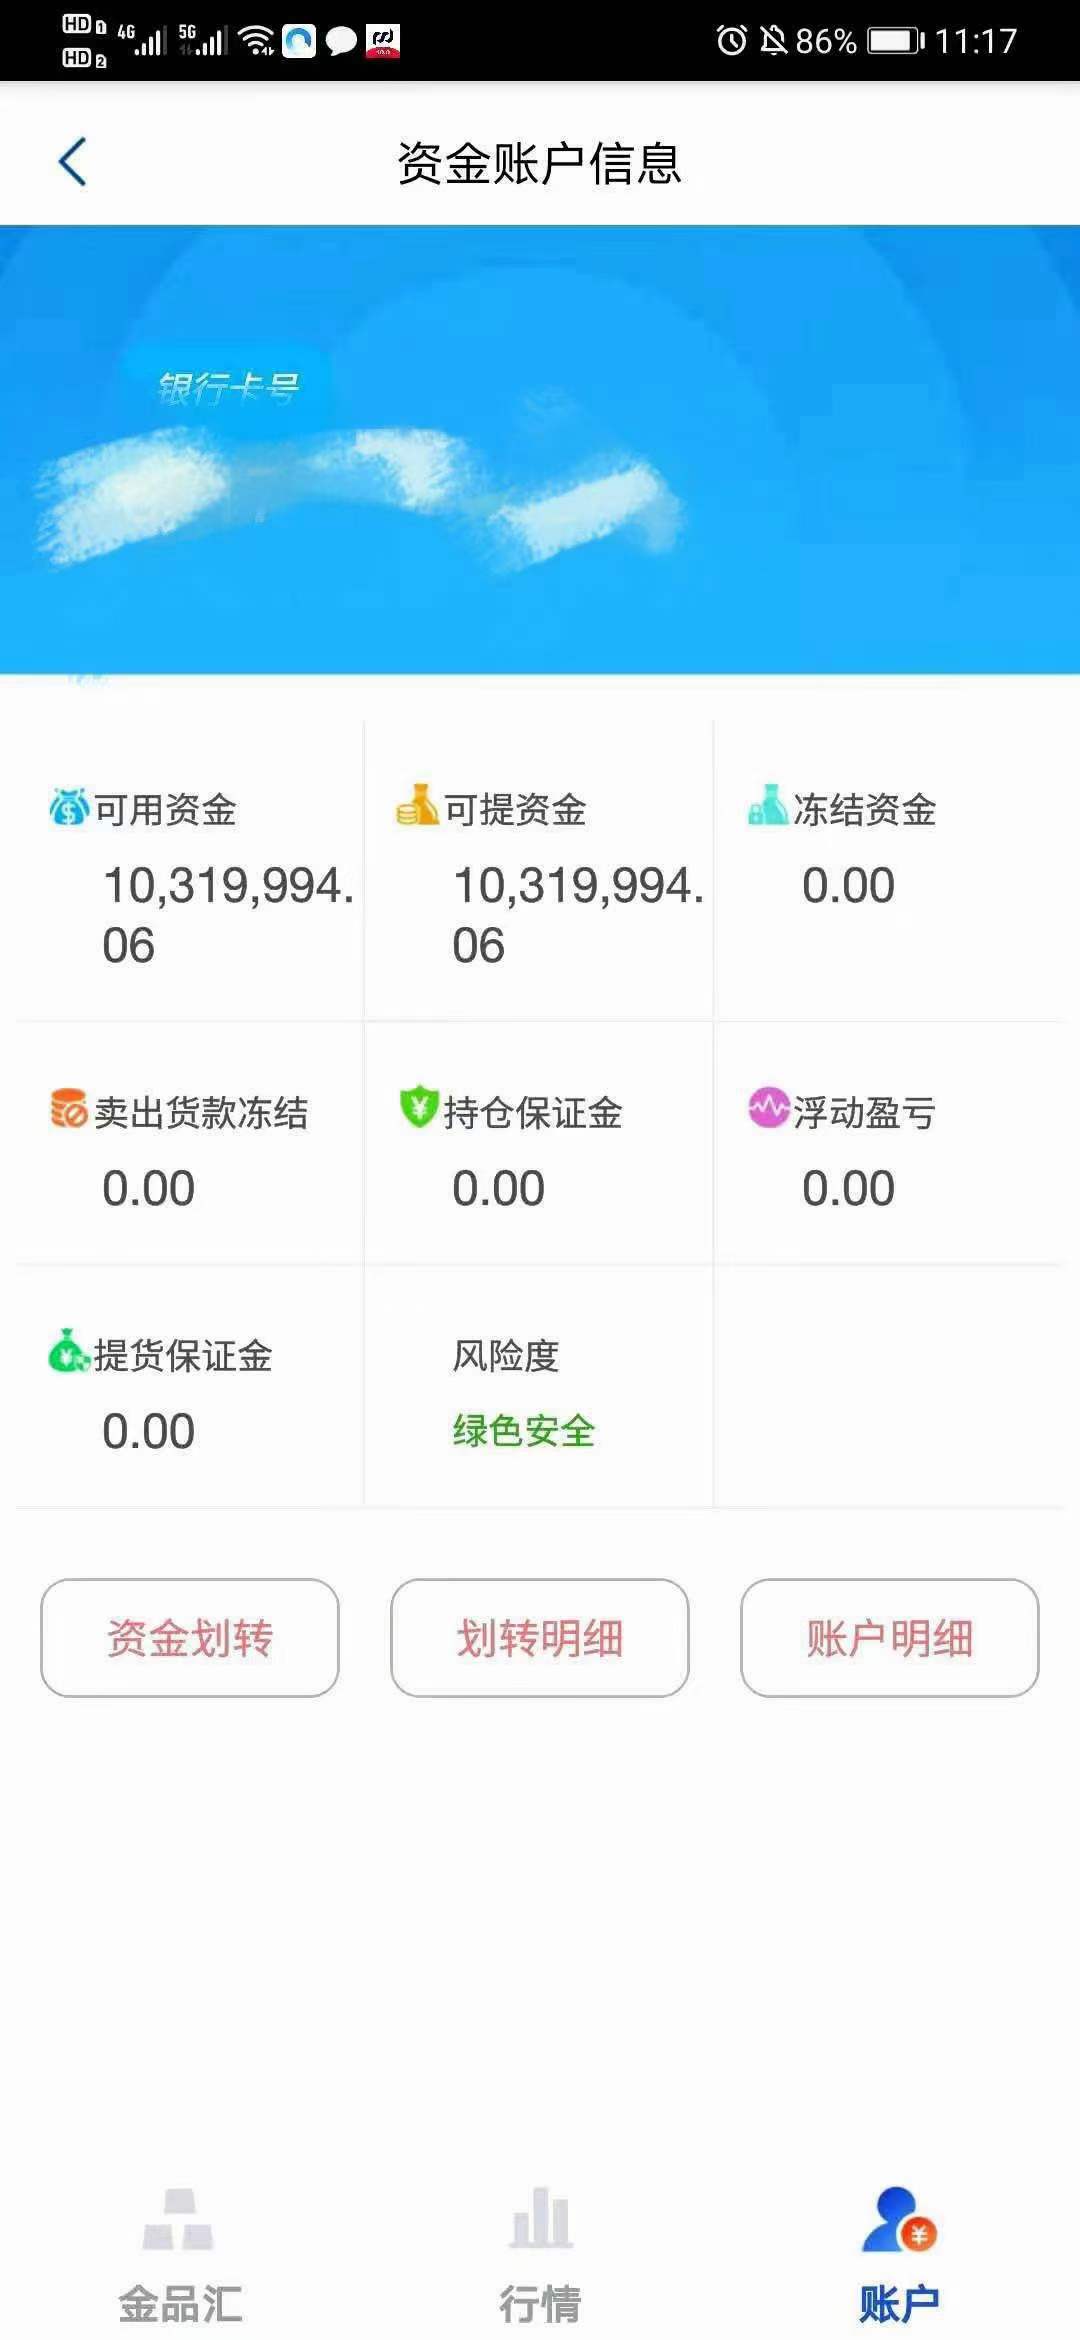 HD 1 4G 5G 86% 11:17
HD 2
资金账户信息
银行卡号
可用资金 可提资金 冻结资金
10,319,994. 10,319,994. 0.00
06 06
卖出货款冻结 持仓保证金 浮动盈亏
0.00 0.00 0.00
提货保证金 风险度
0.00 绿色安全
资金划转 划转明细 账户明细
金品汇 行情 账户